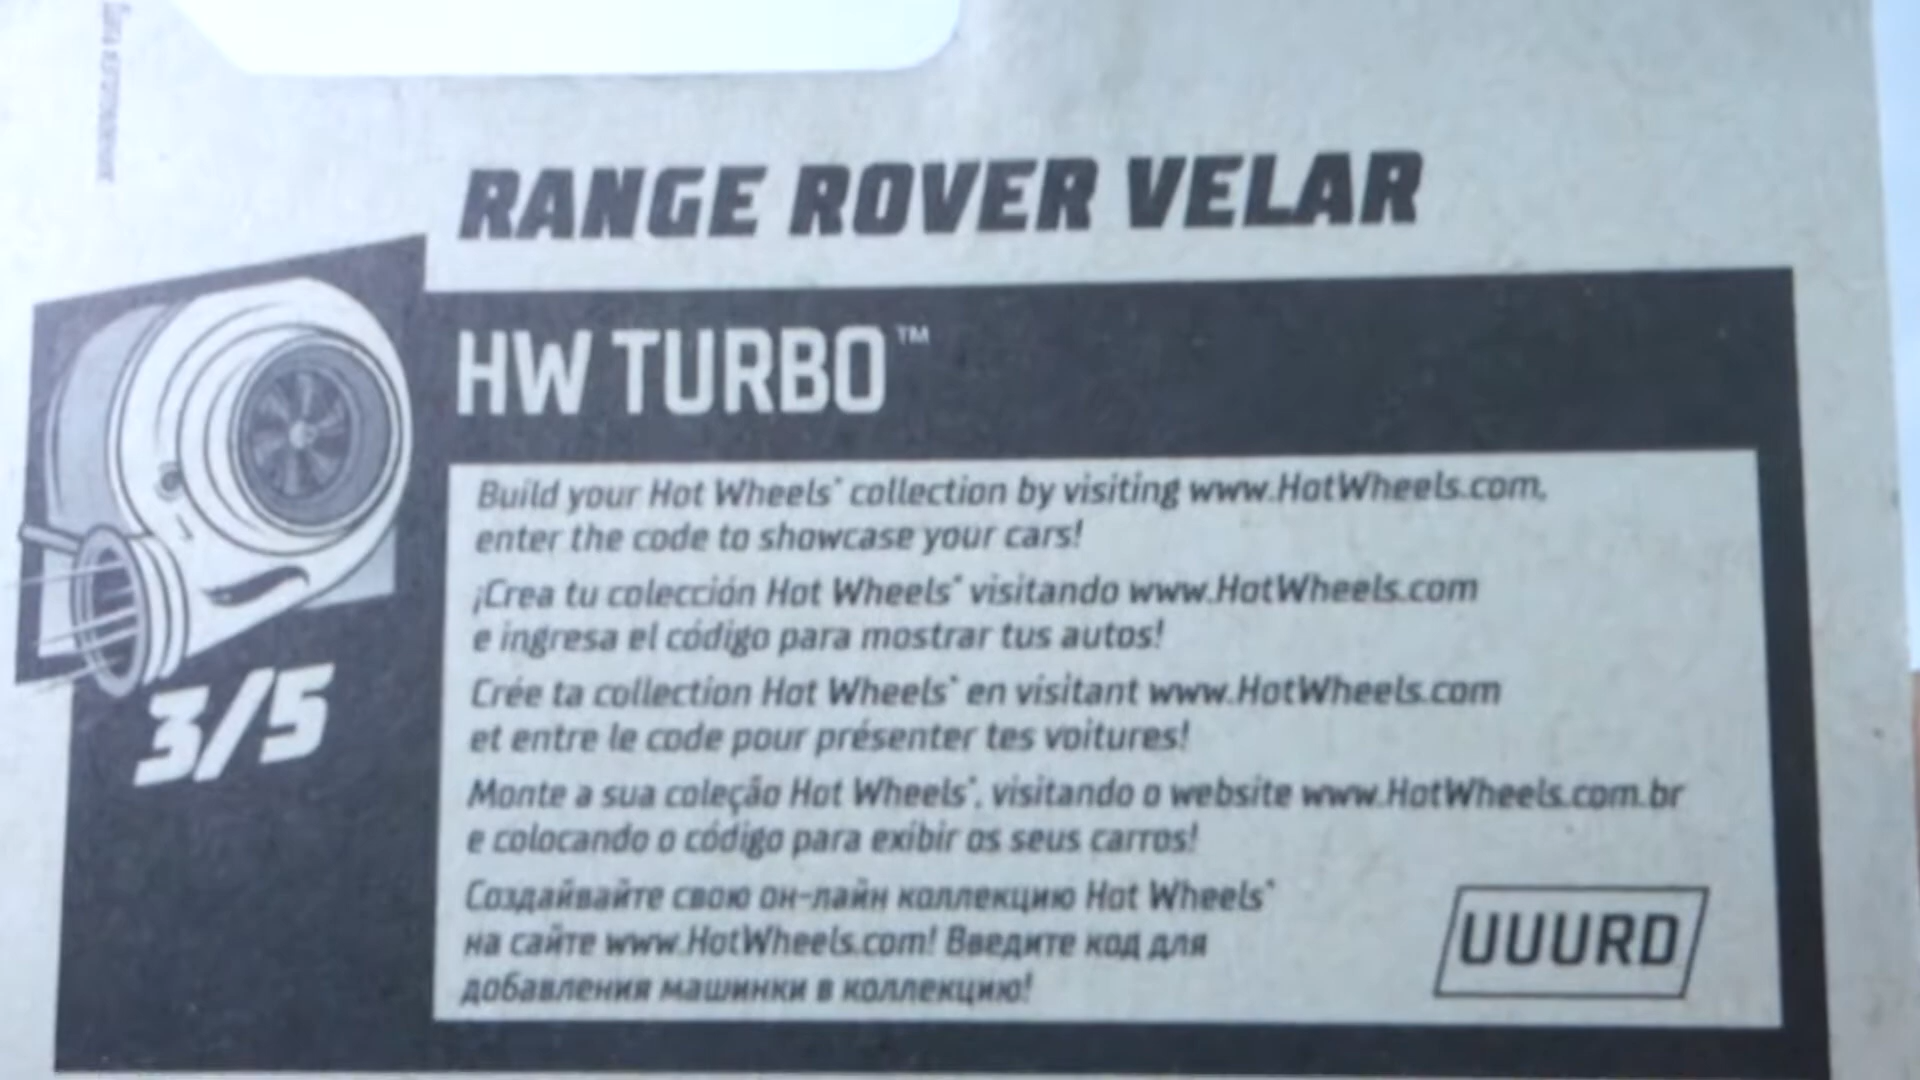 RANGE ROVER VELAR
HW TURBO™
3/5
Build your Hot Wheels® collection by visiting www.HotWheels.com,
enter the code to showcase your cars!
¡Crea tu colección Hot Wheels® visitando www.HotWheels.com
e ingresa el código para mostrar tus autos!
Crée ta collection Hot Wheels® en visitant www.HotWheels.com
et entre le code pour présenter tes voitures!
Monte a sua coleção Hot Wheels®, visitando o website www.HotWheels.com.br
e colocando o código para exibir os seus carros!
Создайвайте свою он-лайн коллекцию Hot Wheels®
на сайте www.HotWheels.com! Введите код для
добавления машинки в коллекцию!
UUURD